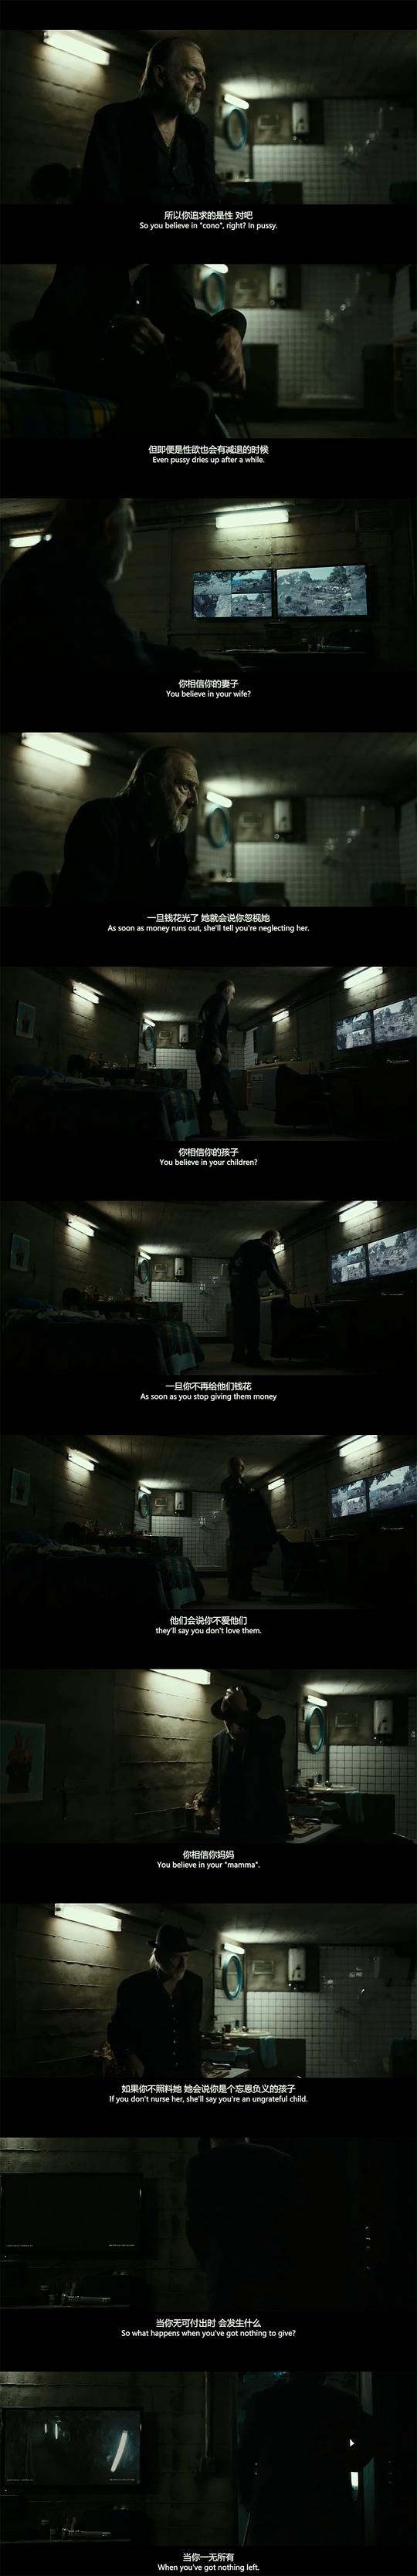 所以你追求的是性 对吧
So you believe in "cono", right? In pussy.
但即便是性欲也会有减退的时候
Even pussy dries up after a while.
你相信你的妻子
You believe in your wife?
一旦钱花光了 她就会说你忽视她
As soon as money runs out, she'll tell you're neglecting her.
你相信你的孩子
You believe in your children?
一旦你不再给他们钱花
As soon as you stop giving them money
他们会说你不爱他们
they'll say you don't love them.
你相信你妈妈
You believe in your "mamma".
如果你不照料她 她会说你是个忘恩负义的孩子
If you don't nurse her, she'll say you're an ungrateful child.
当你无可付出时 会发生什么
So what happens when you've got nothing to give?
当你一无所有
When you've got nothing left.